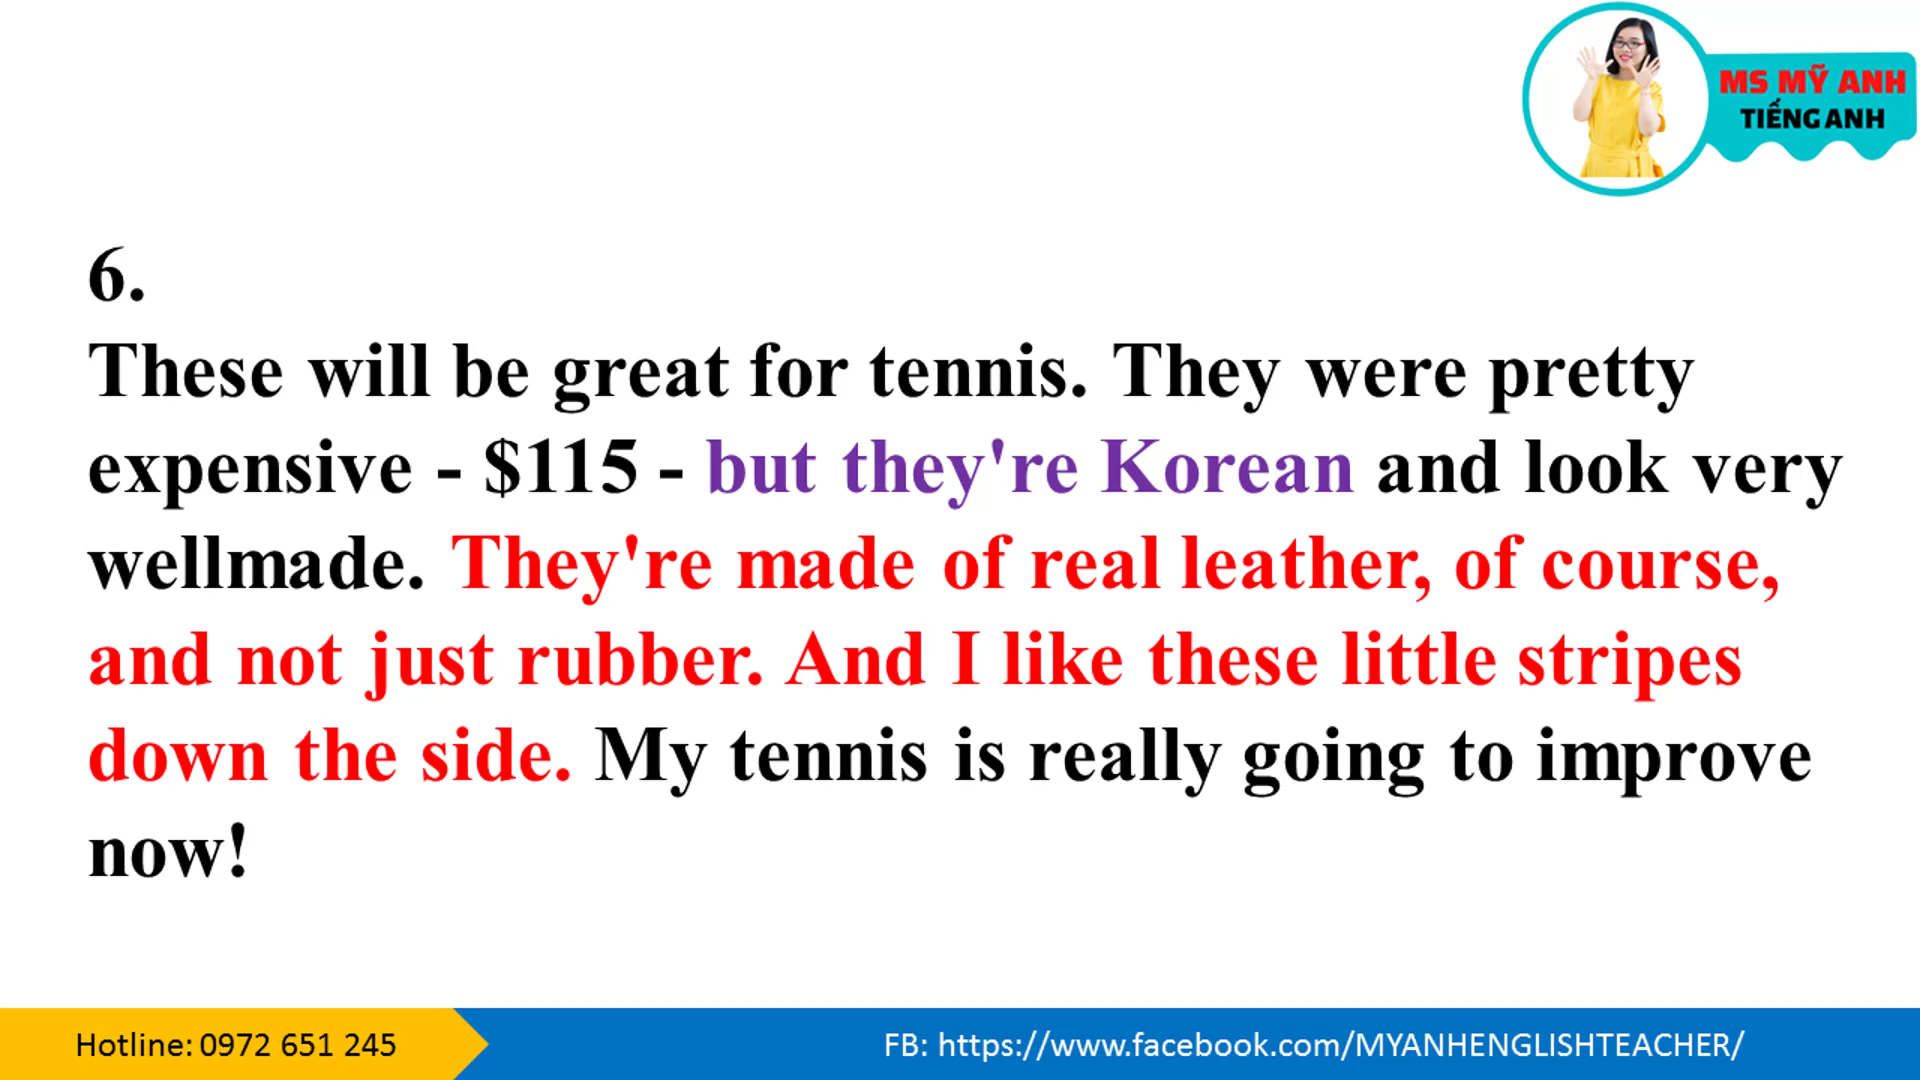 MS MỸ ANH
TIẾNG ANH
6.
These will be great for tennis. They were pretty
expensive - $115 - but they're Korean and look very
wellmade. They're made of real leather, of course,
and not just rubber. And I like these little stripes
down the side. My tennis is really going to improve
now!
Hotline: 0972 651 245
FB: https://www.facebook.com/MYANHENGLISHTEACHER/